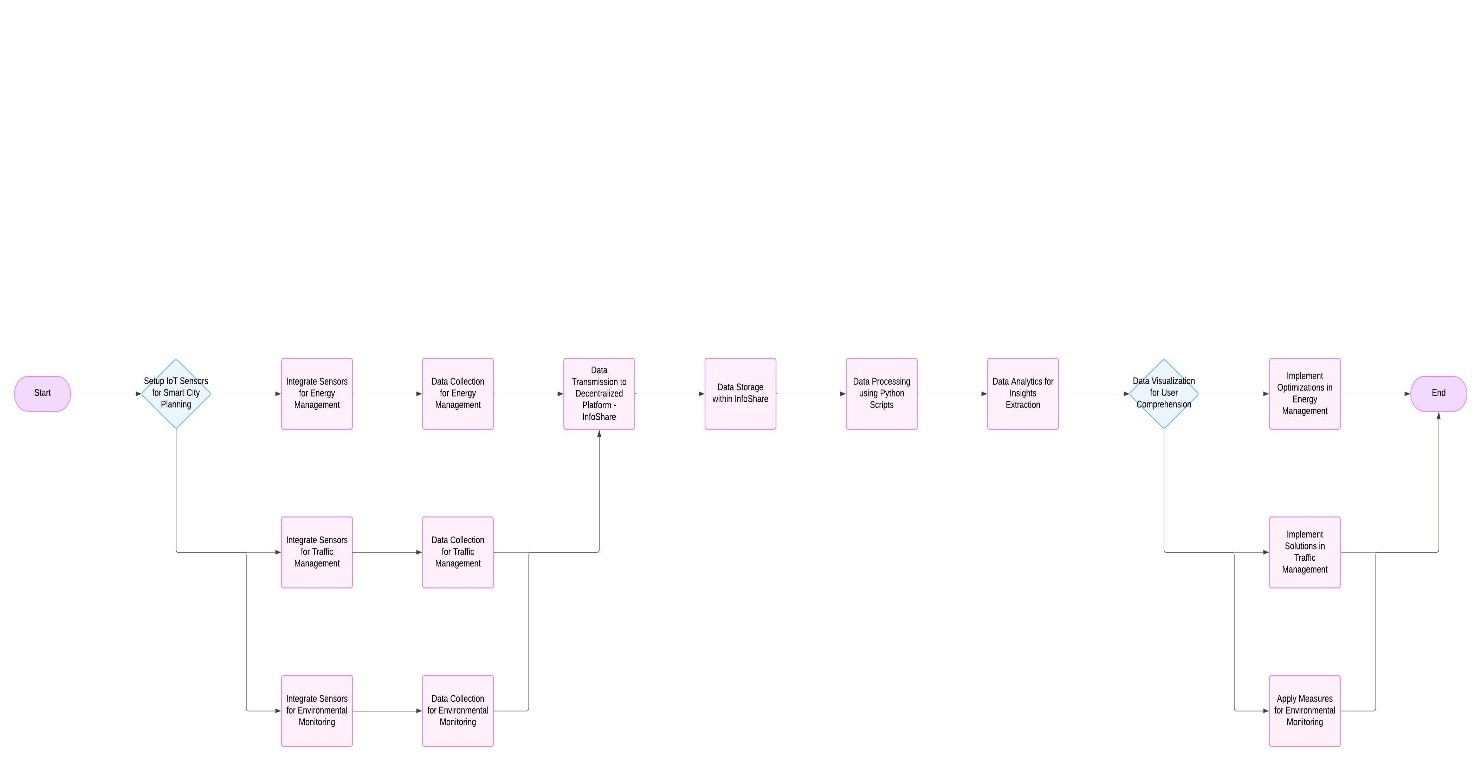 Start
Setup IoT Sensors
for Smart City
Planning
Integrate Sensors
for Energy
Management
Data Collection
for Energy
Management
Data
Transmission to
Decentralized
Platform -
InfoShare
Data Storage
within InfoShare
Data Processing
using Python
Scripts
Data Analytics for
Insights
Extraction
Data Visualization
for User
Comprehension
Implement
Optimizations in
Energy
Management
End
Integrate Sensors
for Traffic
Management
Data Collection
for Traffic
Management
Implement
Solutions in
Traffic
Management
Integrate Sensors
for Environmental
Monitoring
Data Collection
for Environmental
Monitoring
Apply Measures
for Environmental
Monitoring